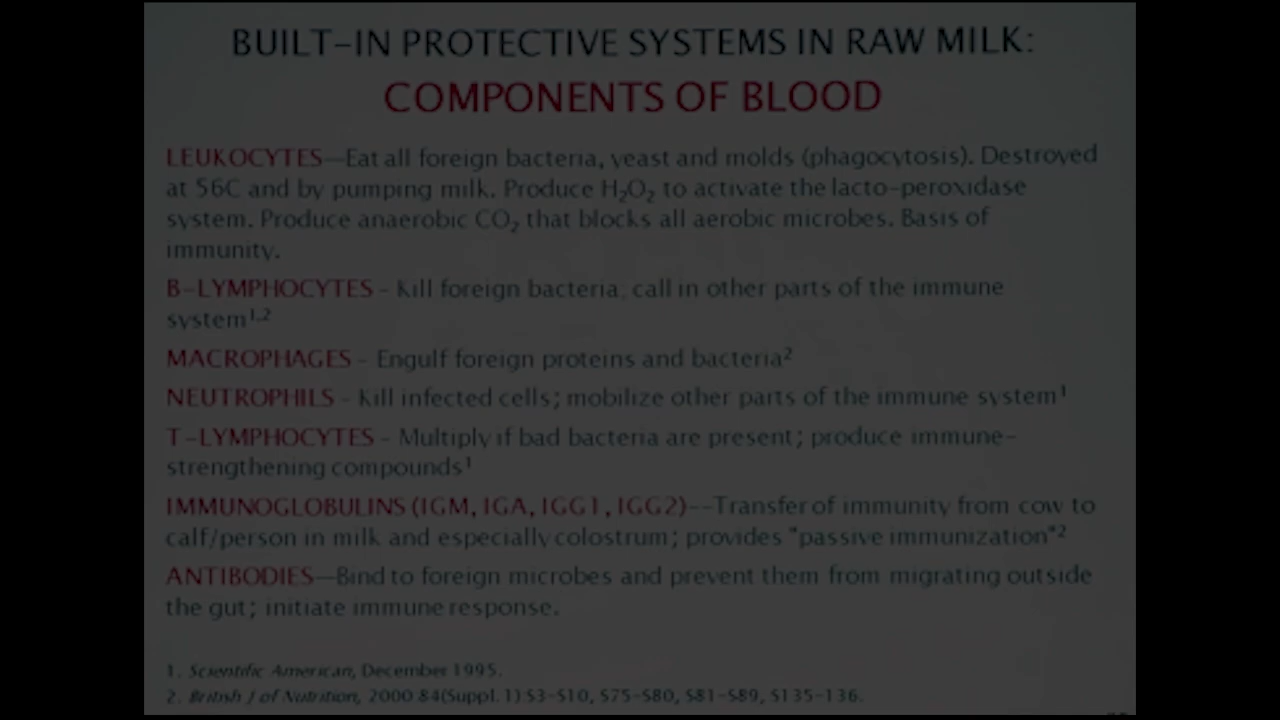 BUILT-IN PROTECTIVE SYSTEMS IN RAW MILK:
COMPONENTS OF BLOOD
LEUKOCYTES—Eat all foreign bacteria, yeast and molds (phagocytosis). Destroyed
at 56C and by pumping milk. Produce H₂O₂ to activate the lacto-peroxidase
system. Produce anaerobic CO₂ that blocks all aerobic microbes. Basis of
immunity.
B-LYMPHOCYTES - Kill foreign bacteria; call in other parts of the immune
system¹,²
MACROPHAGES - Engulf foreign proteins and bacteria²
NEUTROPHILS - Kill infected cells; mobilize other parts of the immune system¹
T-LYMPHOCYTES - Multiply if bad bacteria are present; produce immune-
strengthening compounds¹
IMMUNOGLOBULINS (IGM, IGA, IGG1, IGG2)--Transfer of immunity from cow to
calf/person in milk and especially colostrum; provides "passive immunization"²
ANTIBODIES—Bind to foreign microbes and prevent them from migrating outside
the gut; initiate immune response.
1. Scientific American, December 1995.
2. British J of Nutrition, 2000:84(Suppl. 1):S3-S10, S75-S80, S81-S89, S135-136.